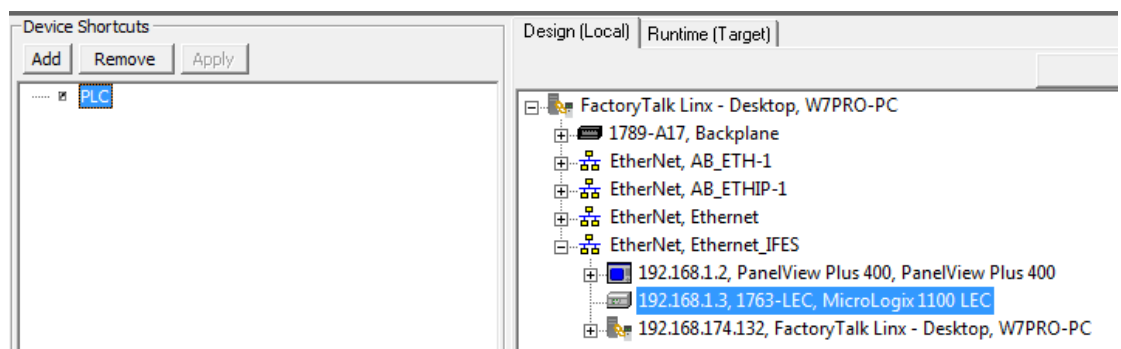 Device Shortcuts
Add Remove Apply
PLC
Design (Local) Runtime (Target)
FactoryTalk Linx - Desktop, W7PRO-PC
1789-A17, Backplane
EtherNet, AB_ETH-1
EtherNet, AB_ETHIP-1
EtherNet, Ethernet
EtherNet, Ethernet_IFES
192.168.1.2, PanelView Plus 400, PanelView Plus 400
192.168.1.3, 1763-LEC, MicroLogix 1100 LEC
192.168.174.132, FactoryTalk Linx - Desktop, W7PRO-PC